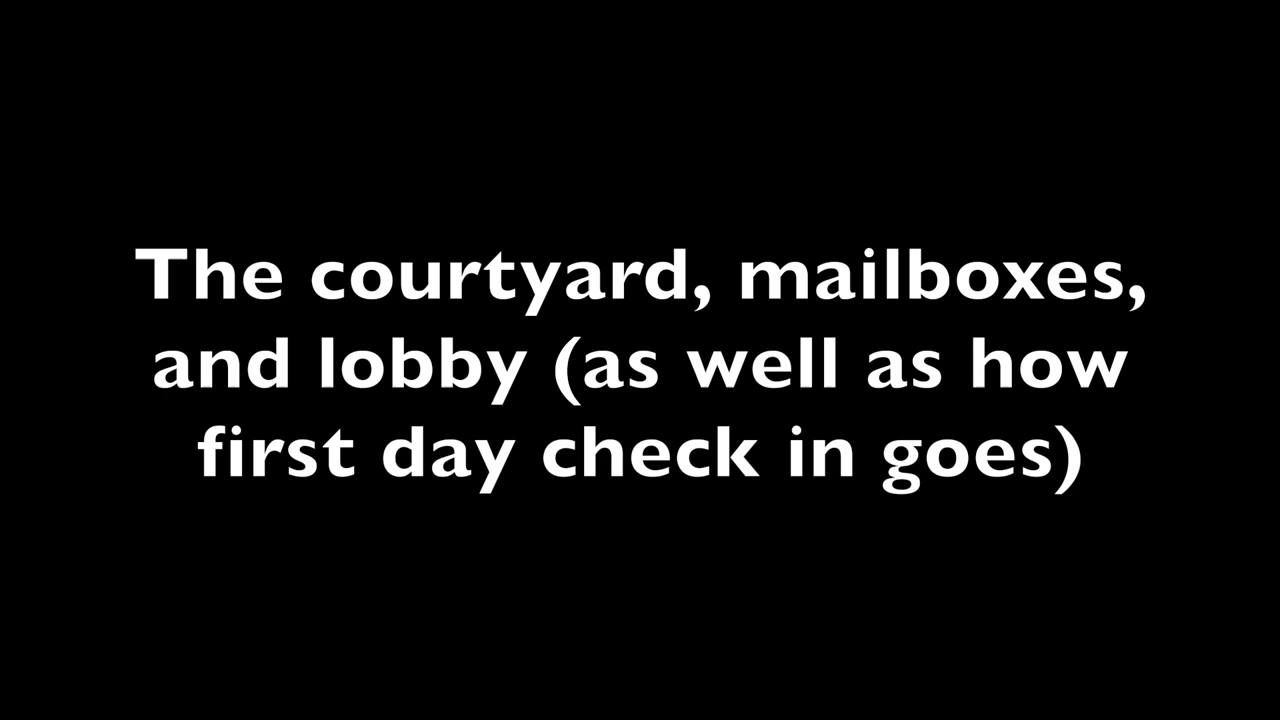 The courtyard, mailboxes,
and lobby (as well as how
first day check in goes)